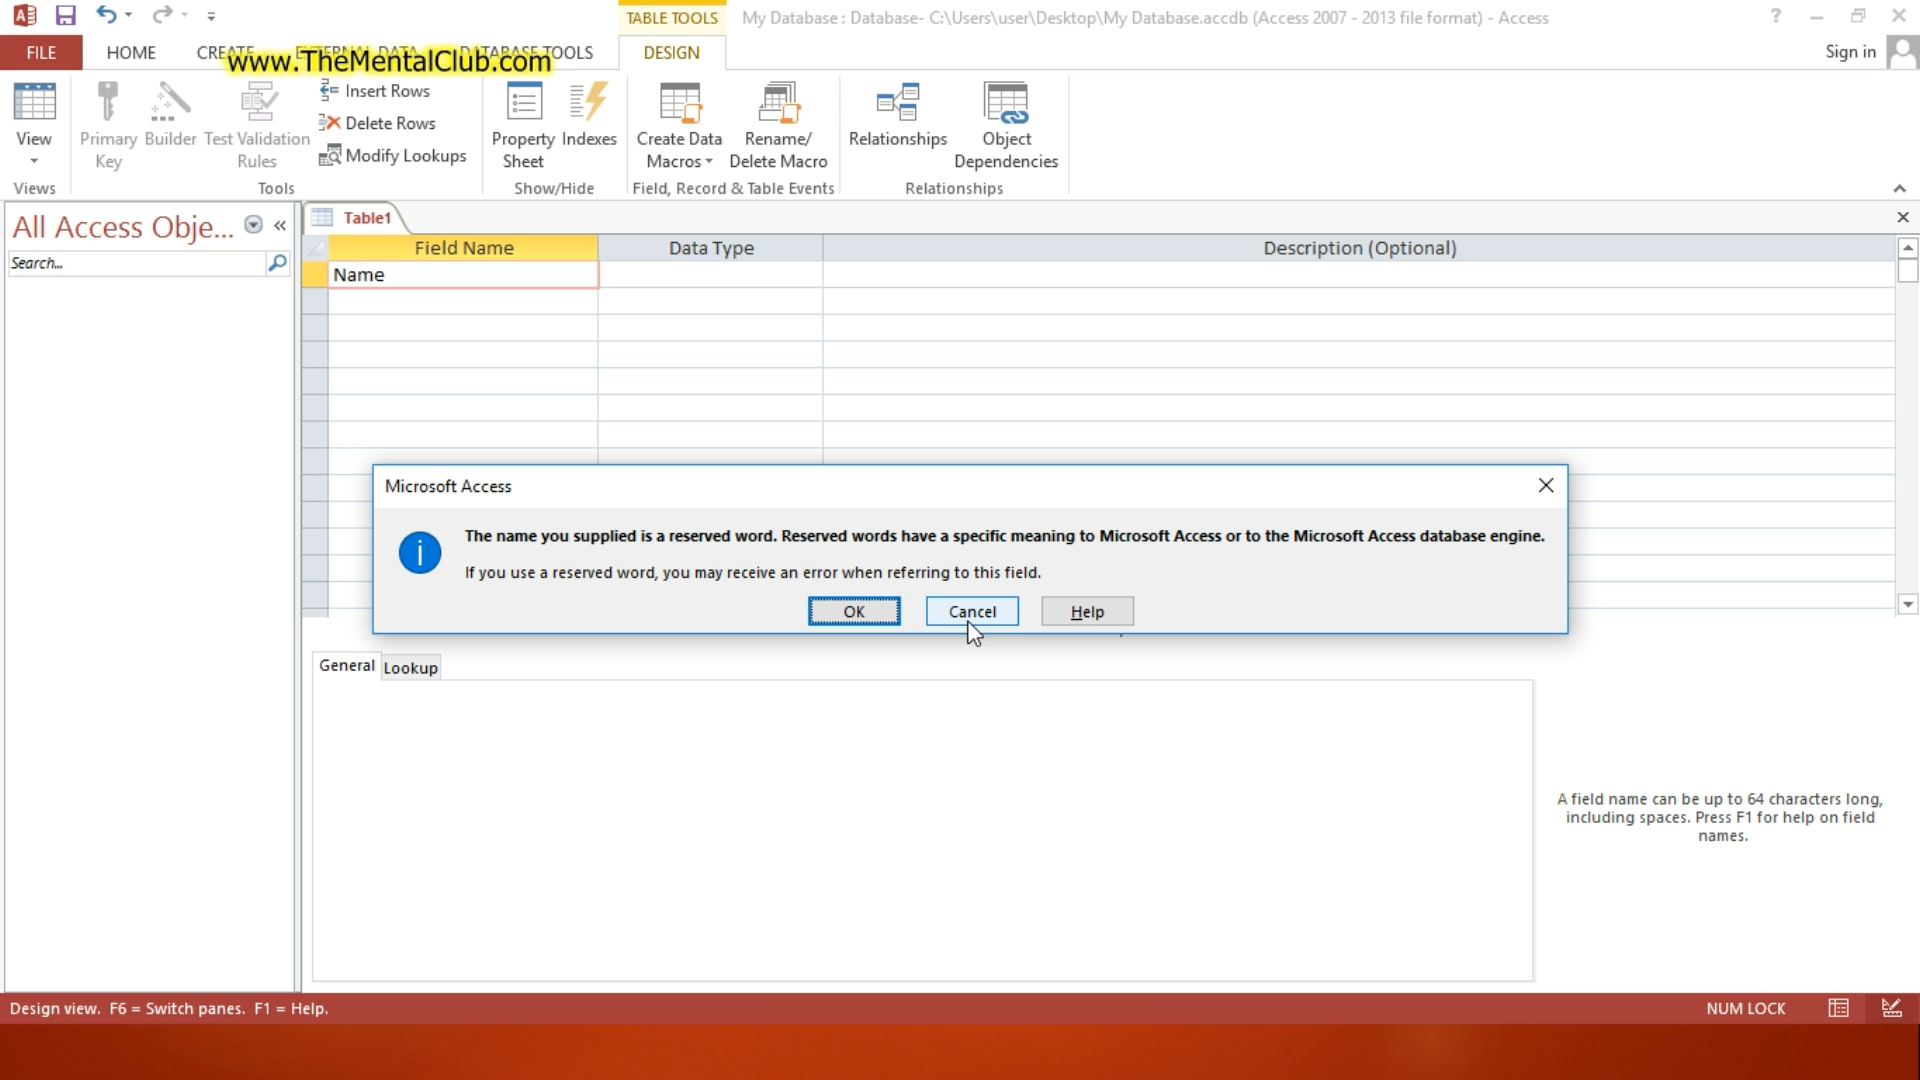 TABLE TOOLS
My Database : Database- C:\Users\user\Desktop\My Database.accdb (Access 2007 - 2013 file format) - Access
?
FILE
HOME
CREATE
EXTERNAL DATA
DATABASE TOOLS
DESIGN
Sign in
www.TheMentalClub.com
View
Primary Key
Builder
Test Validation Rules
Insert Rows
Delete Rows
Modify Lookups
Property Sheet
Indexes
Create Data Macros
Rename/ Delete Macro
Relationships
Object Dependencies
Views
Tools
Show/Hide
Field, Record & Table Events
Relationships
All Access Obje...
«
Search...
Table1
Field Name
Data Type
Description (Optional)
Name
Microsoft Access
The name you supplied is a reserved word. Reserved words have a specific meaning to Microsoft Access or to the Microsoft Access database engine.
If you use a reserved word, you may receive an error when referring to this field.
OK
Cancel
Help
General
Lookup
A field name can be up to 64 characters long,
including spaces. Press F1 for help on field
names.
Design view. F6 = Switch panes. F1 = Help.
NUM LOCK